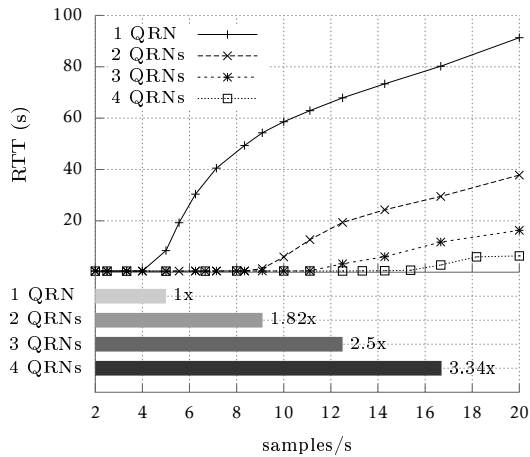 100
80
60
40
20
RTT (s)
1 QRN
2 QRNs
3 QRNs
4 QRNs
1 QRN 1x
2 QRNs 1.82x
3 QRNs 2.5x
4 QRNs 3.34x
2 4 6 8 10 12 14 16 18 20
samples/s